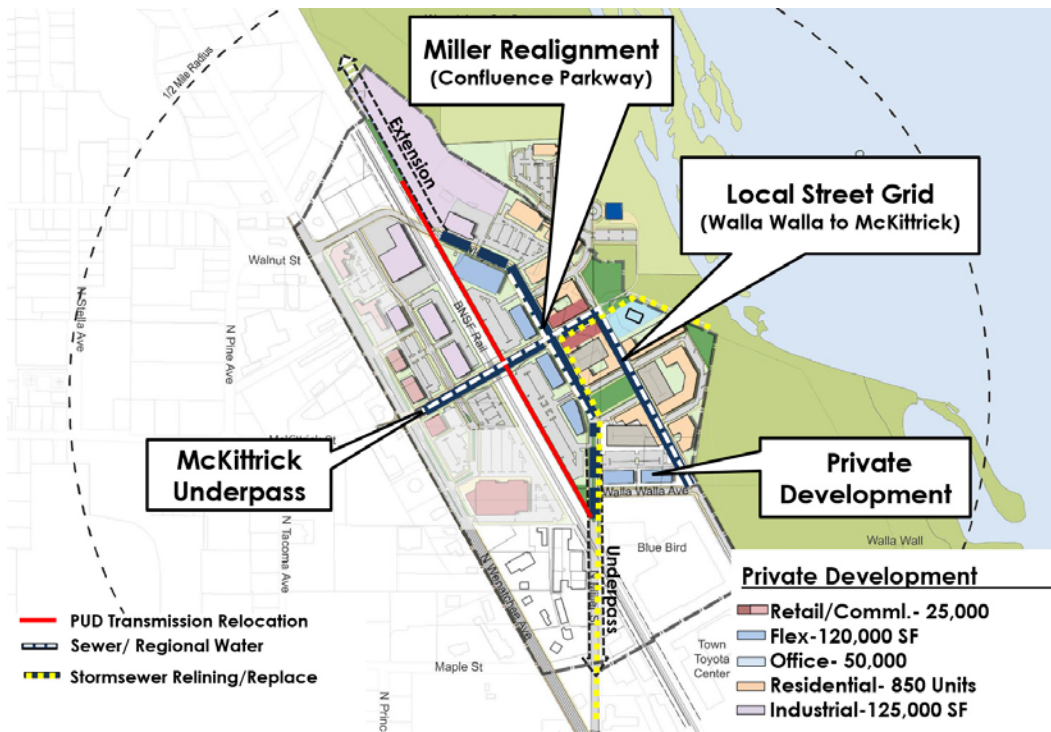 Miller Realignment
(Confluence Parkway)
1/2 Mile Radius
Extension
Local Street Grid
(Walla Walla to McKittrick)
Walnut St
N Stella Ave
N Pine Ave
BNSF Rail
McKittrick
Underpass
Private
Development
Walla Walla Ave
N Tacoma Ave
N Wenatchee Ave
Underpass
Blue Bird
Walla Wall
Private Development
Retail/Comml.- 25,000
Flex-120,000 SF
Office- 50,000
Residential- 850 Units
Industrial-125,000 SF
PUD Transmission Relocation
Sewer/ Regional Water
Stormsewer Relining/Replace
Maple St
N Princ
Town
Toyota
Center